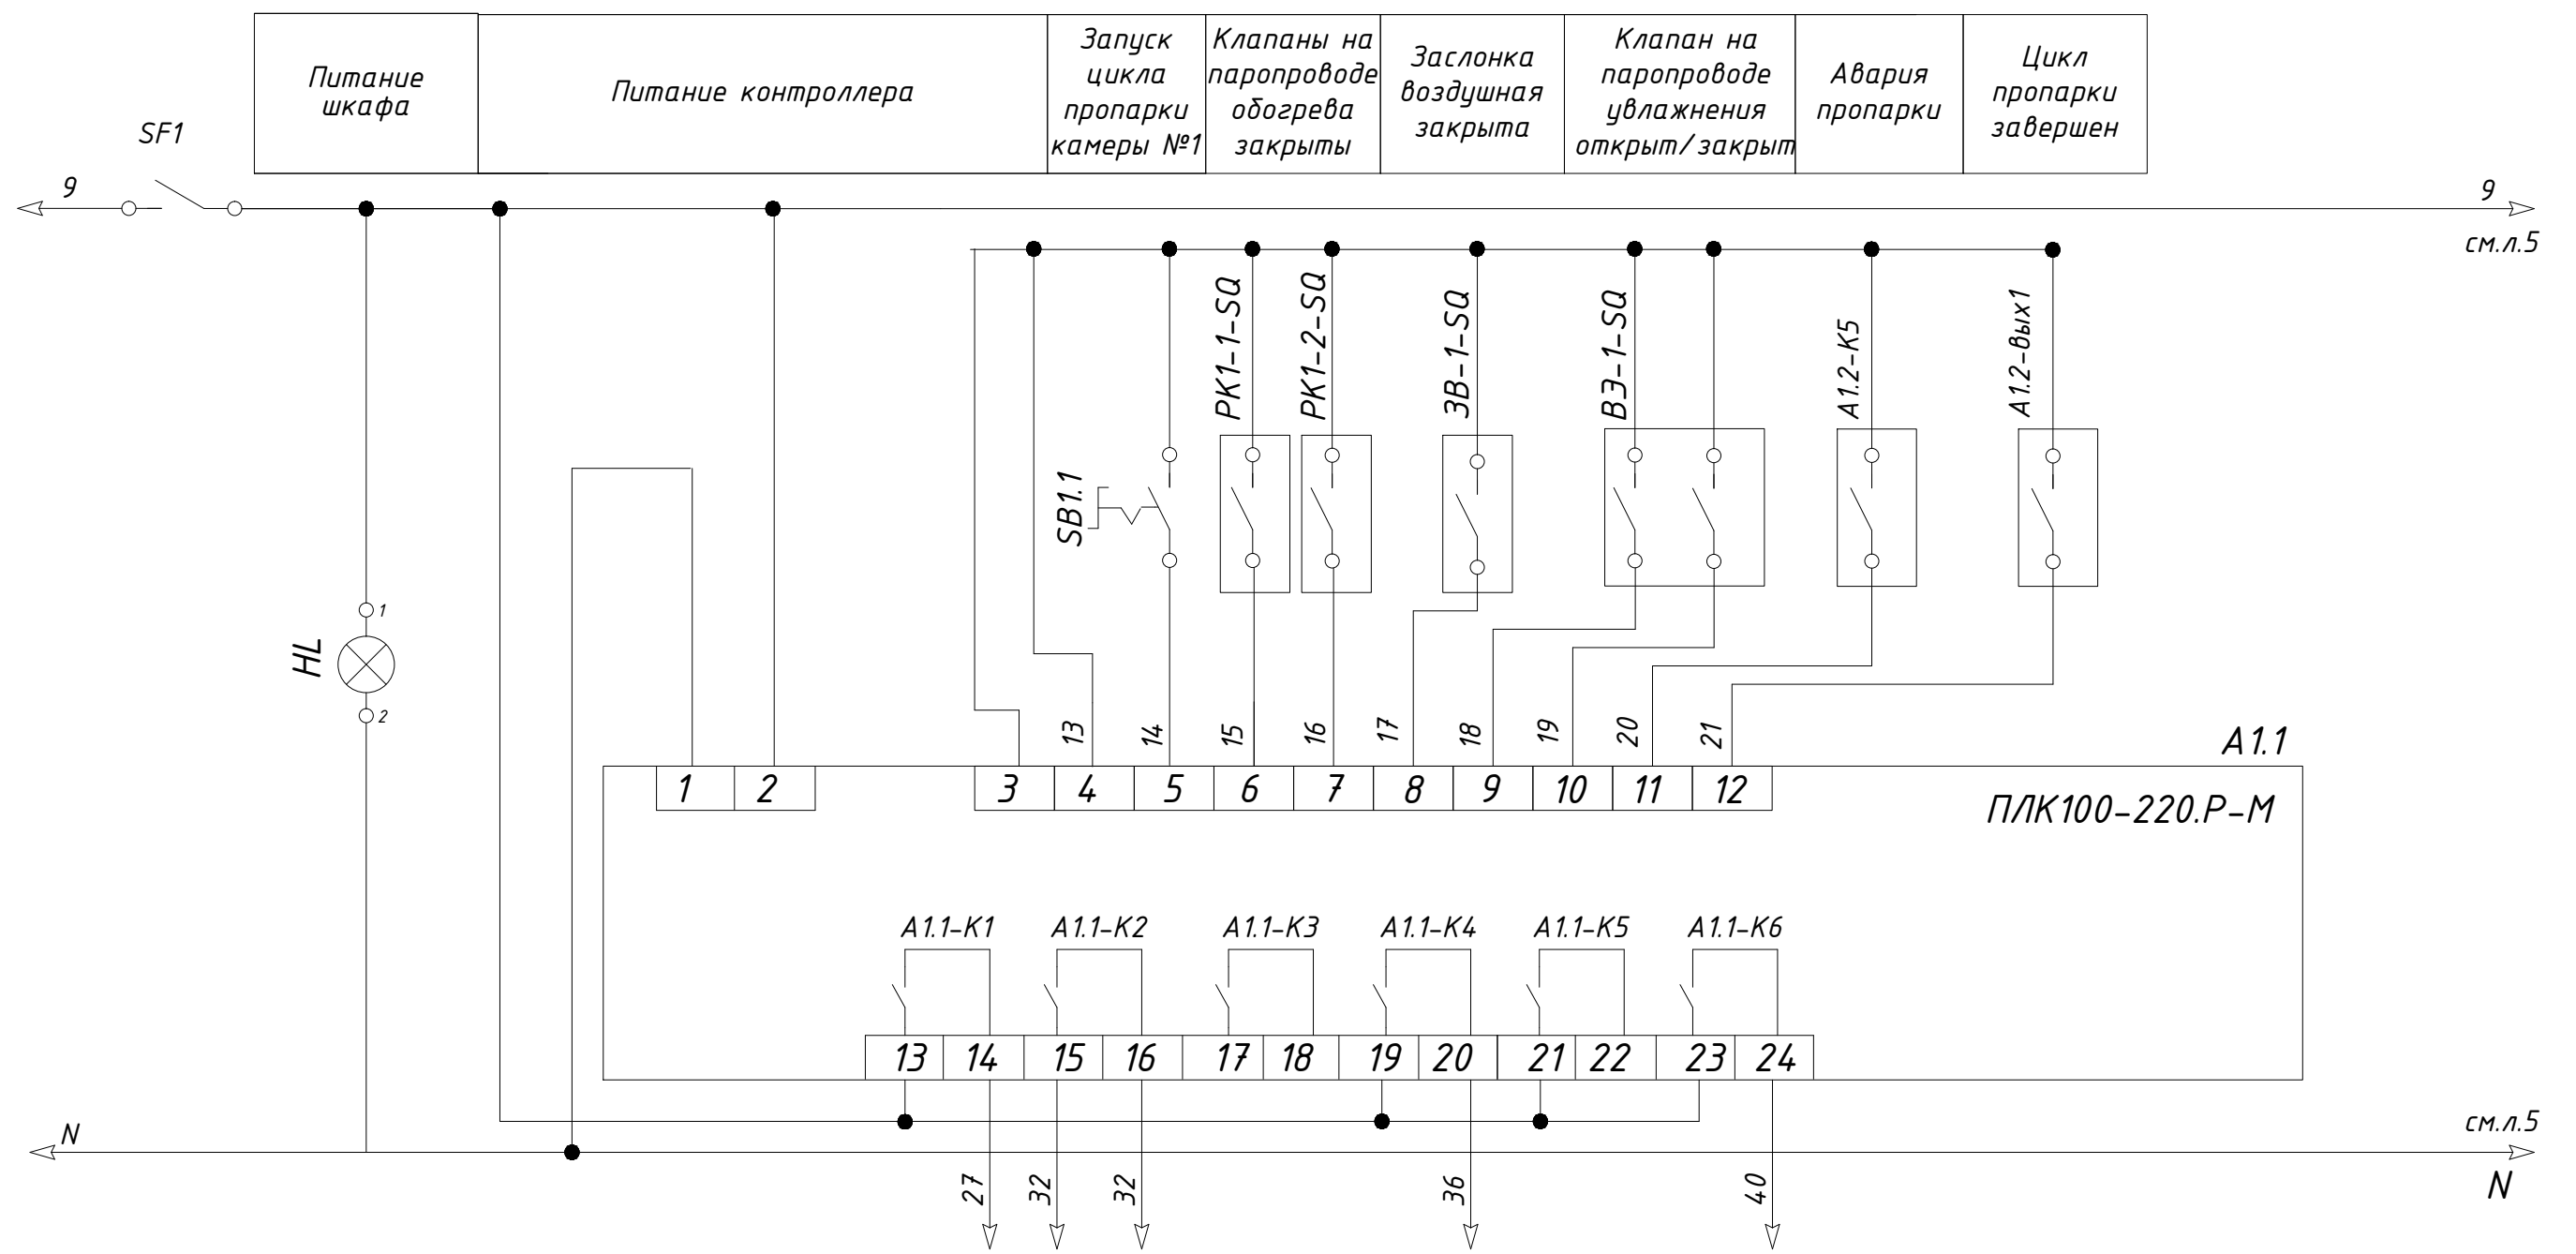 Питание
шкафа
Питание контроллера
Запуск
цикла
пропарки
камеры №1
Клапаны на
паропроводе
обогрева
закрыты
Заслонка
воздушная
закрыта
Клапан на
паропроводе
увлажнения
открыт/закрыт
Авария
пропарки
Цикл
пропарки
завершен
SF1
9
9
см.л.5
РК1-1-SQ
РК1-2-SQ
ЗВ-1-SQ
ВЭ-1-SQ
А1.2-К5
А1.2-Вых1
SB1.1
HL
1
2
13
14
15
16
17
18
19
20
21
А1.1
1
2
3
4
5
6
7
8
9
10
11
12
ПЛК100-220.Р-М
А1.1-К1
А1.1-К2
А1.1-К3
А1.1-К4
А1.1-К5
А1.1-К6
13
14
15
16
17
18
19
20
21
22
23
24
N
см.л.5
N
27
32
32
36
40